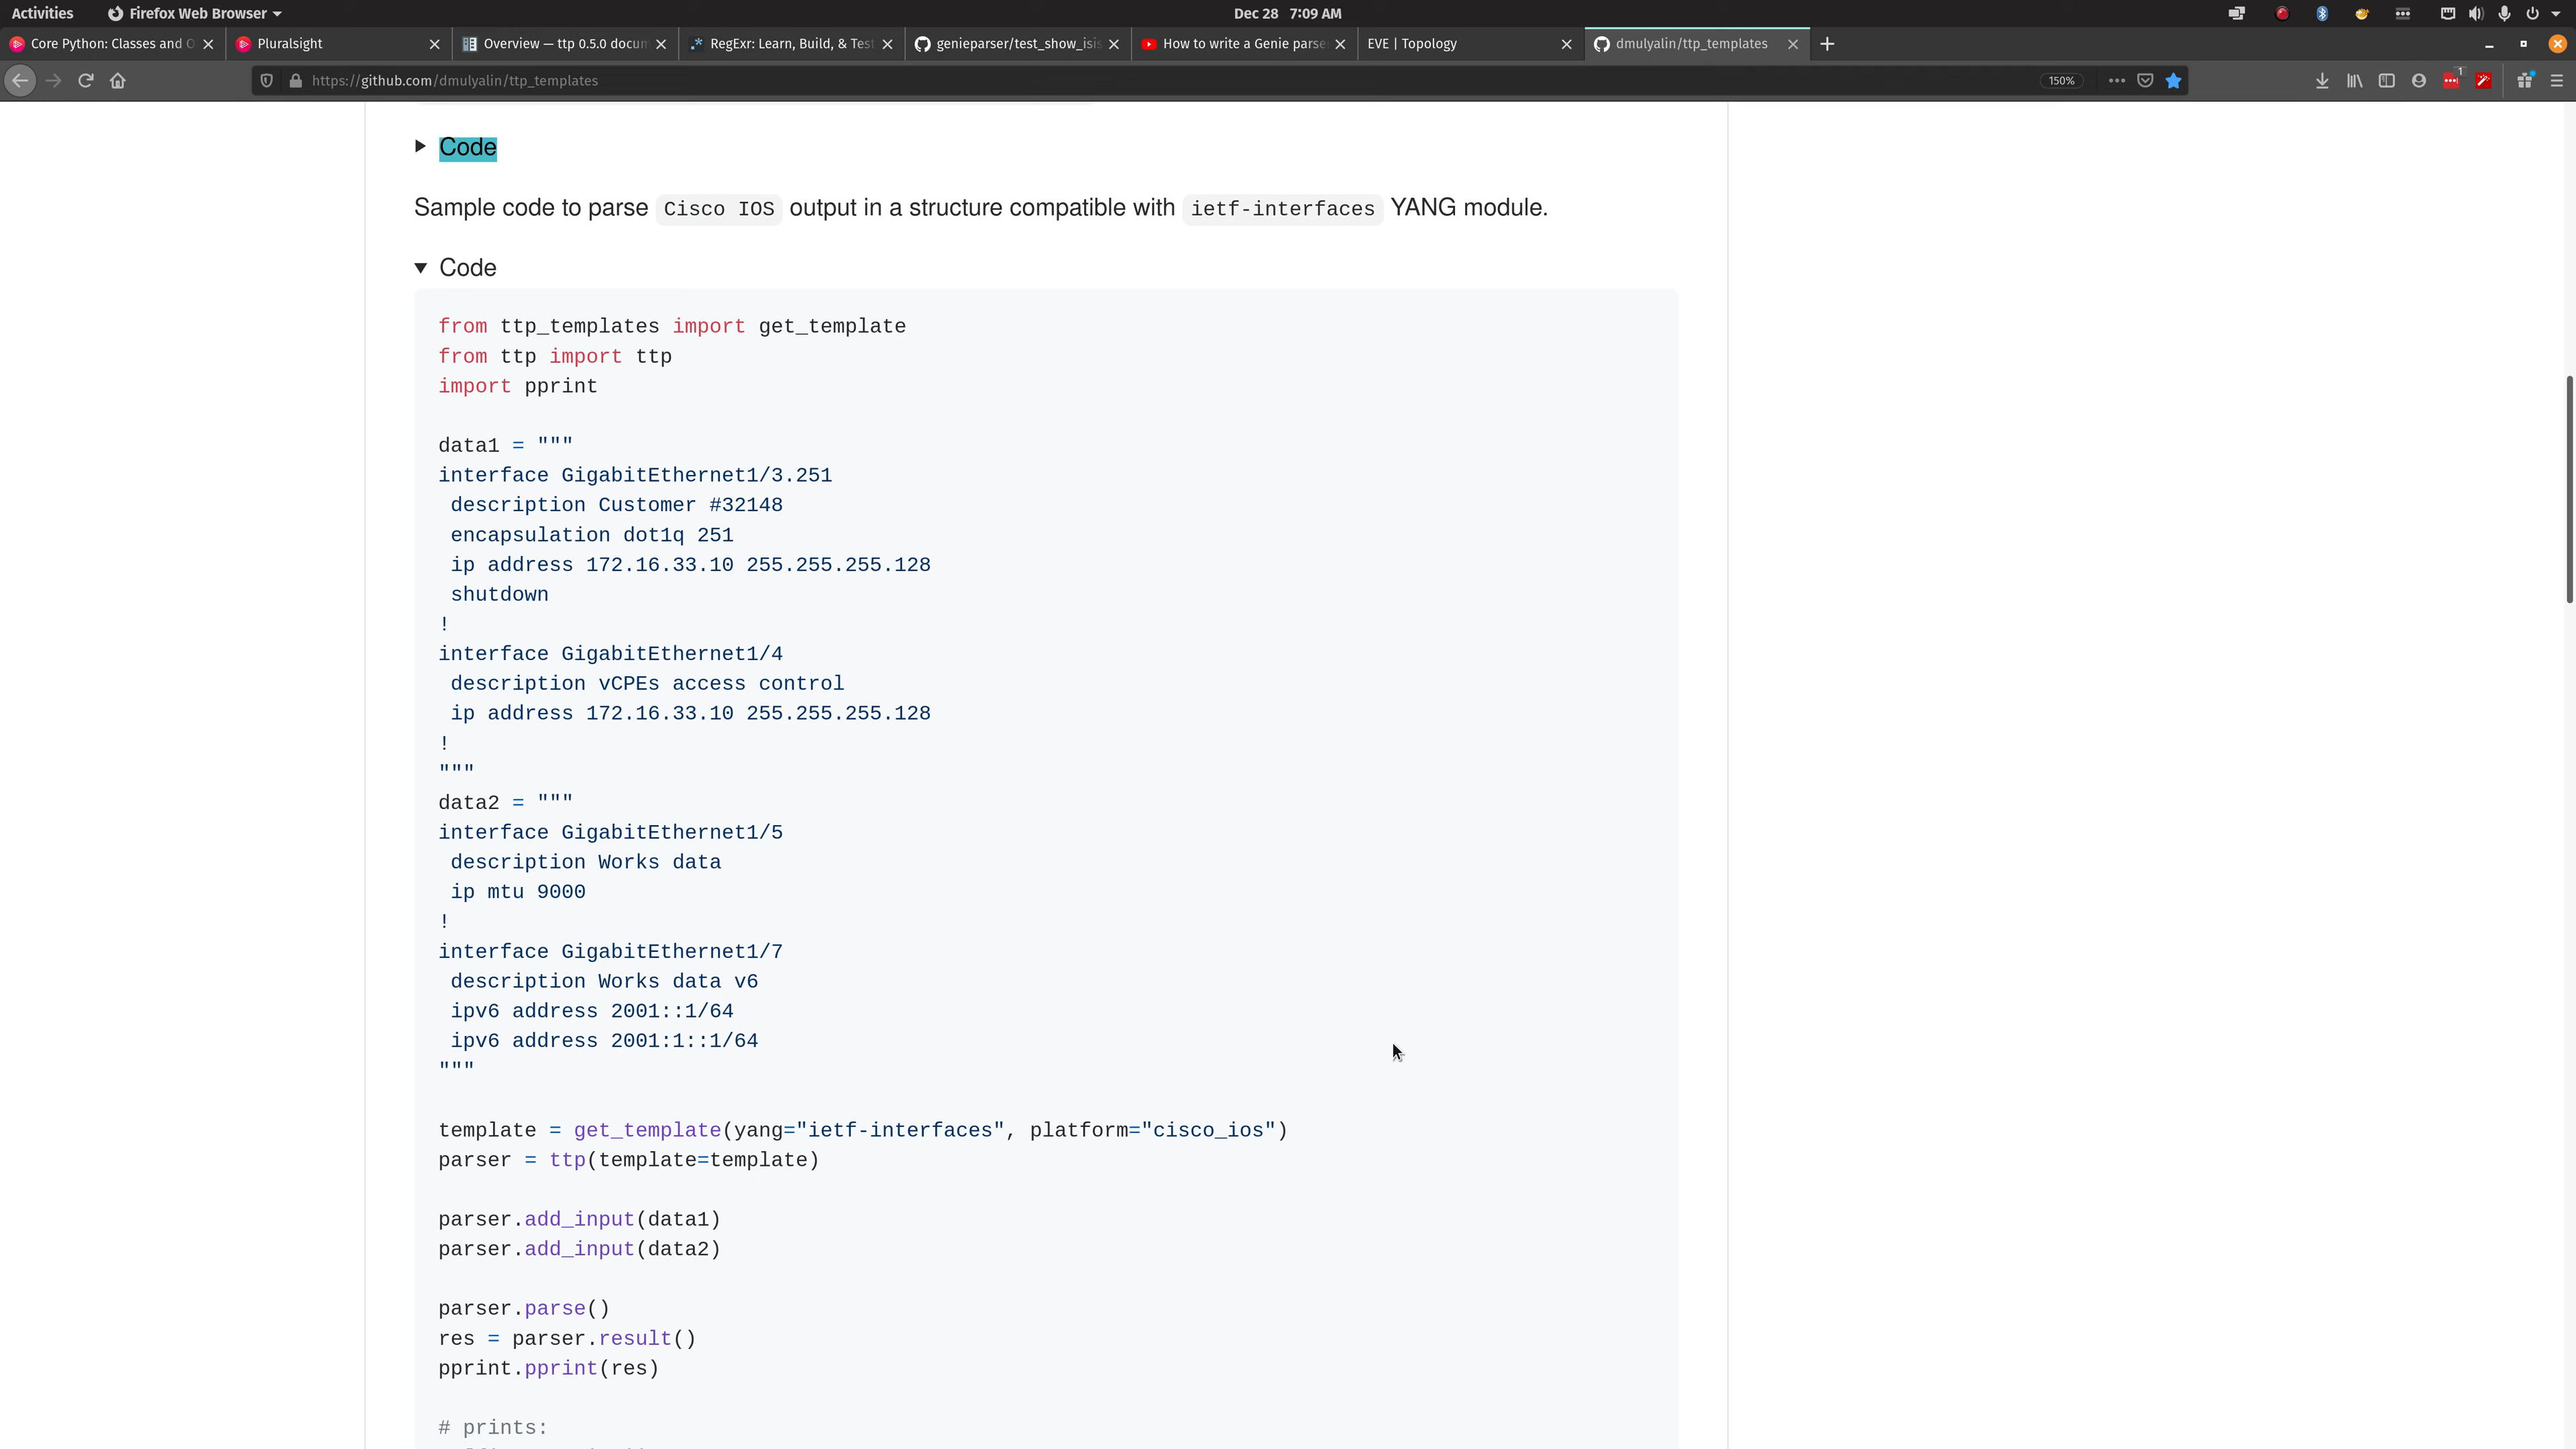 Activities
Firefox Web Browser
Dec 28 7:09 AM
Core Python: Classes and O
Pluralsight
Overview — ttp 0.5.0 docum
RegExr: Learn, Build, & Test
genieparser/test_show_isis
How to write a Genie parse
EVE | Topology
dmulyalin/ttp_templates
https://github.com/dmulyalin/ttp_templates
150%
1
Code
Sample code to parse Cisco IOS output in a structure compatible with ietf-interfaces YANG module.
Code
from ttp_templates import get_template
from ttp import ttp
import pprint
data1 = """
interface GigabitEthernet1/3.251
 description Customer #32148
 encapsulation dot1q 251
 ip address 172.16.33.10 255.255.255.128
 shutdown
!
interface GigabitEthernet1/4
 description vCPEs access control
 ip address 172.16.33.10 255.255.255.128
!
"""
data2 = """
interface GigabitEthernet1/5
 description Works data
 ip mtu 9000
!
interface GigabitEthernet1/7
 description Works data v6
 ipv6 address 2001::1/64
 ipv6 address 2001:1::1/64
"""
template = get_template(yang="ietf-interfaces", platform="cisco_ios")
parser = ttp(template=template)
parser.add_input(data1)
parser.add_input(data2)
parser.parse()
res = parser.result()
pprint.pprint(res)
# prints: